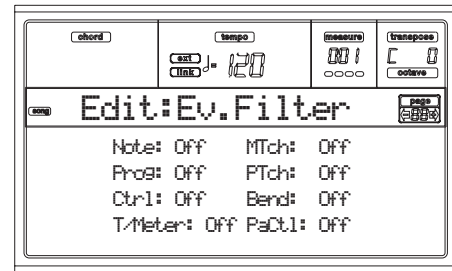 chord tempo measure transpose
ext ♩= 120 001 C 0
link octave
song Edit:Ev.Filter page
Note: Off MTch: Off
Prog: Off PTch: Off
Ctrl: Off Bend: Off
T/Meter: Off PaCtl: Off